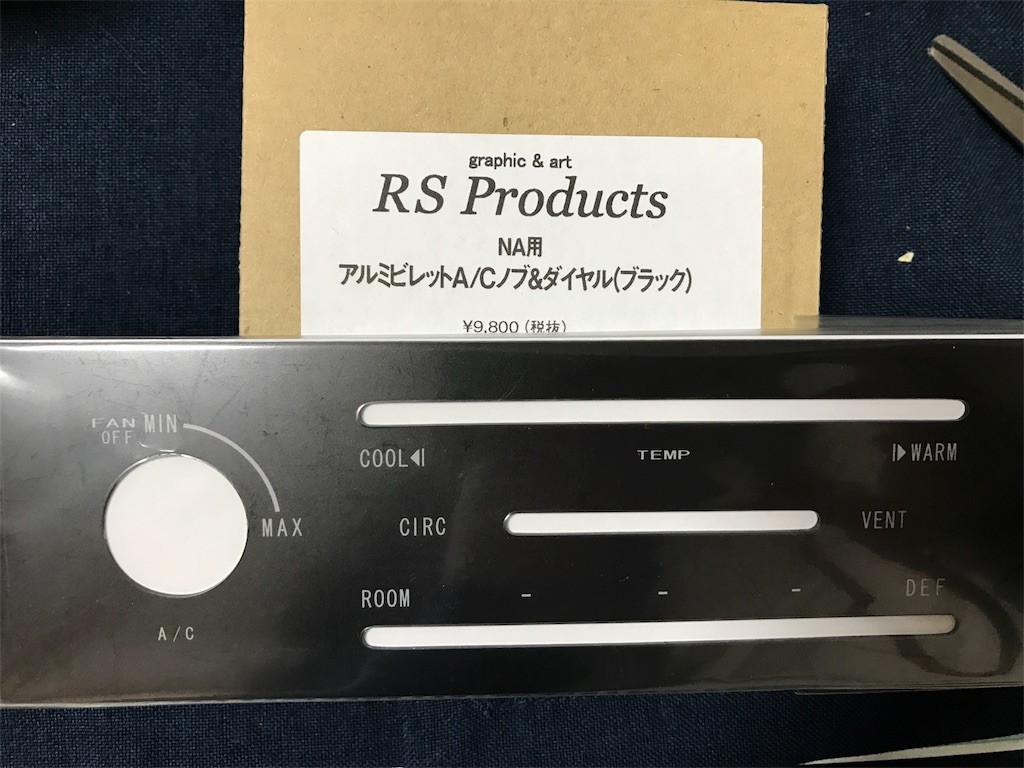 graphic & art
RS Products
NA用
アルミビレットA/Cノブ&ダイヤル(ブラック)
¥9,800 (税抜)
FAN MIN
OFF
MAX
A/C
COOL TEMP WARM
CIRC VENT
ROOM - - - DEF